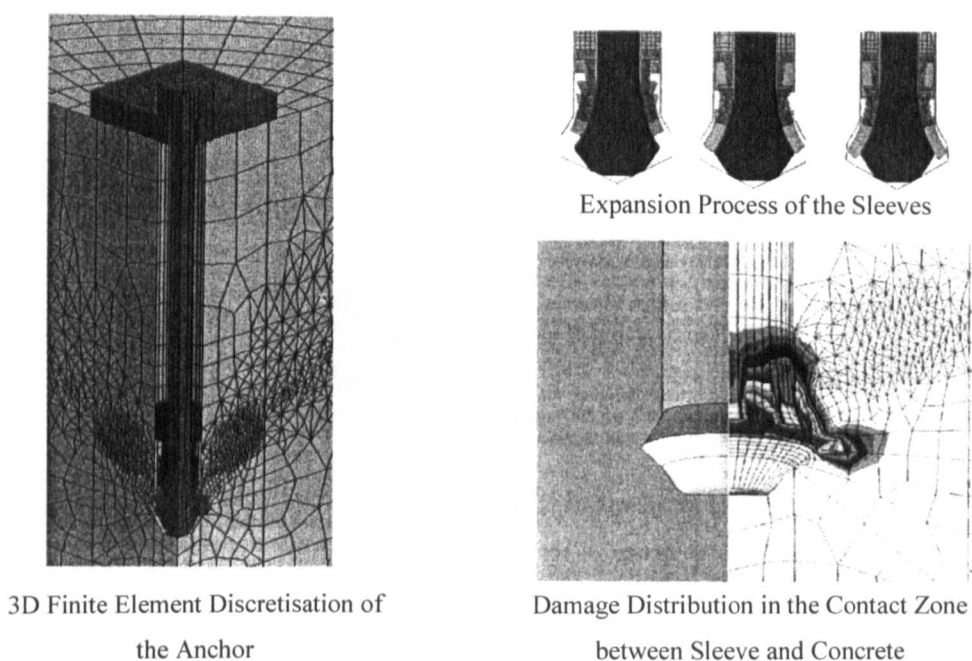 Expansion Process of the Sleeves
3D Finite Element Discretisation of
the Anchor
Damage Distribution in the Contact Zone
between Sleeve and Concrete